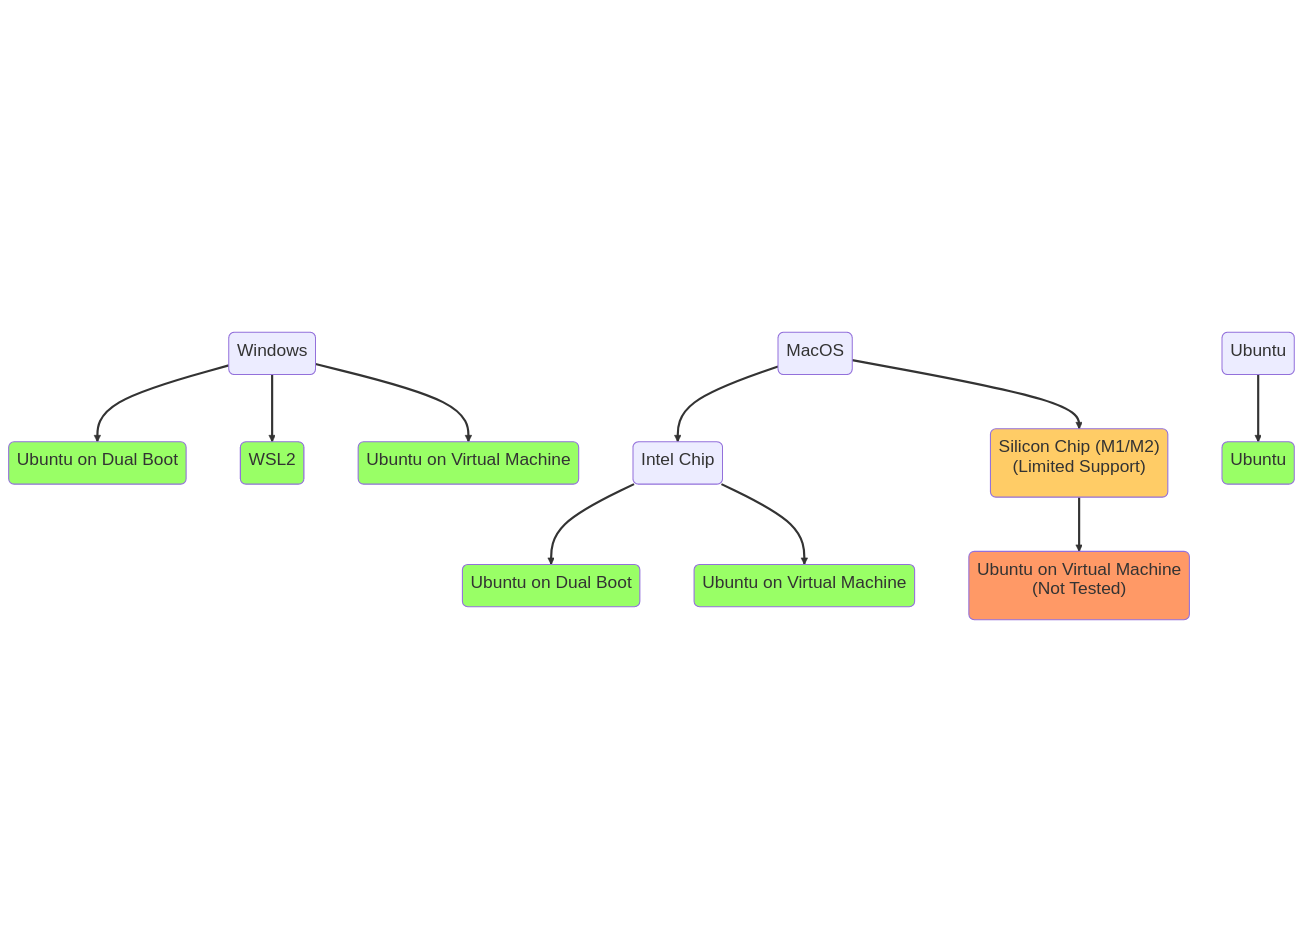 Windows
MacOS
Ubuntu
Ubuntu on Dual Boot
WSL2
Ubuntu on Virtual Machine
Intel Chip
Silicon Chip (M1/M2)
(Limited Support)
Ubuntu
Ubuntu on Dual Boot
Ubuntu on Virtual Machine
Ubuntu on Virtual Machine
(Not Tested)